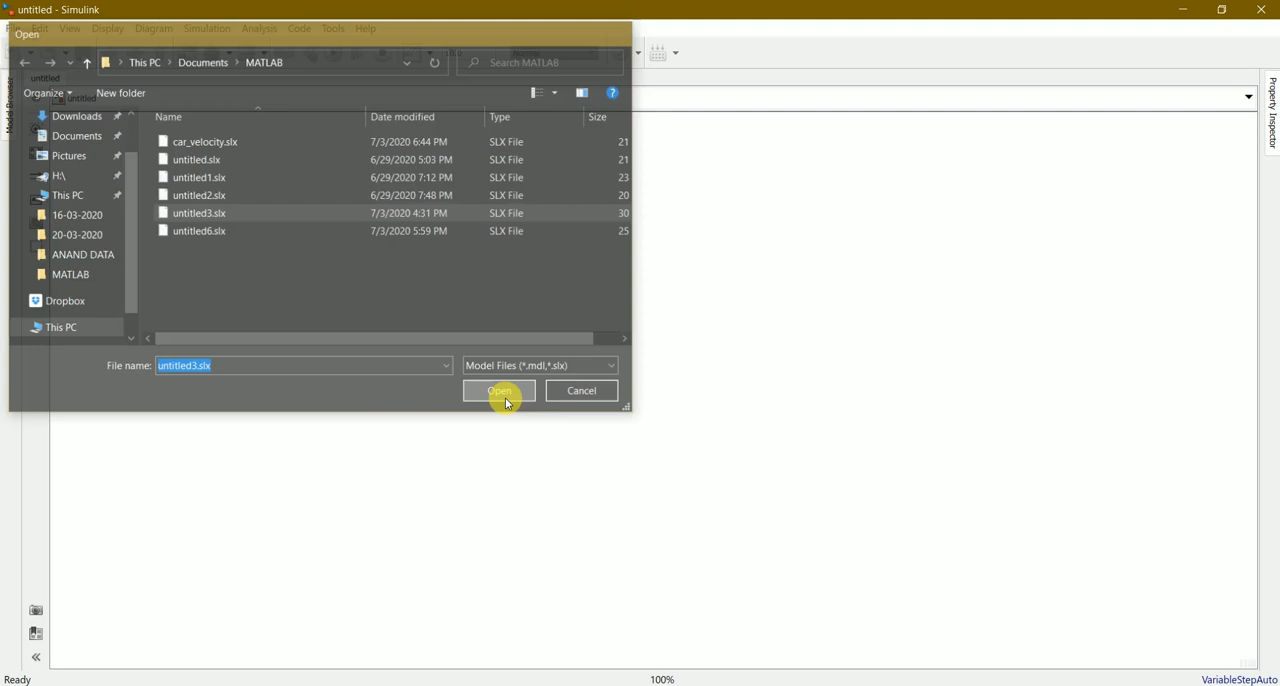 untitled - Simulink
File Edit View Display Diagram Simulation Analysis Code Tools Help
Open
This PC > Documents > MATLAB
Search MATLAB
untitled
Organize
New folder
untitled
Model Browser
Property Inspector
Name
Date modified
Type
Size
Downloads
Documents
Pictures
H:\
This PC
16-03-2020
20-03-2020
ANAND DATA
MATLAB
Dropbox
This PC
car_velocity.slx 7/3/2020 6:44 PM SLX File 21
untitled.slx 6/29/2020 5:03 PM SLX File 21
untitled1.slx 6/29/2020 7:12 PM SLX File 23
untitled2.slx 6/29/2020 7:48 PM SLX File 20
untitled3.slx 7/3/2020 4:31 PM SLX File 30
untitled6.slx 7/3/2020 5:59 PM SLX File 25
File name: untitled3.slx
Model Files (*.mdl,*.slx)
Open
Cancel
Ready
100%
VariableStepAuto